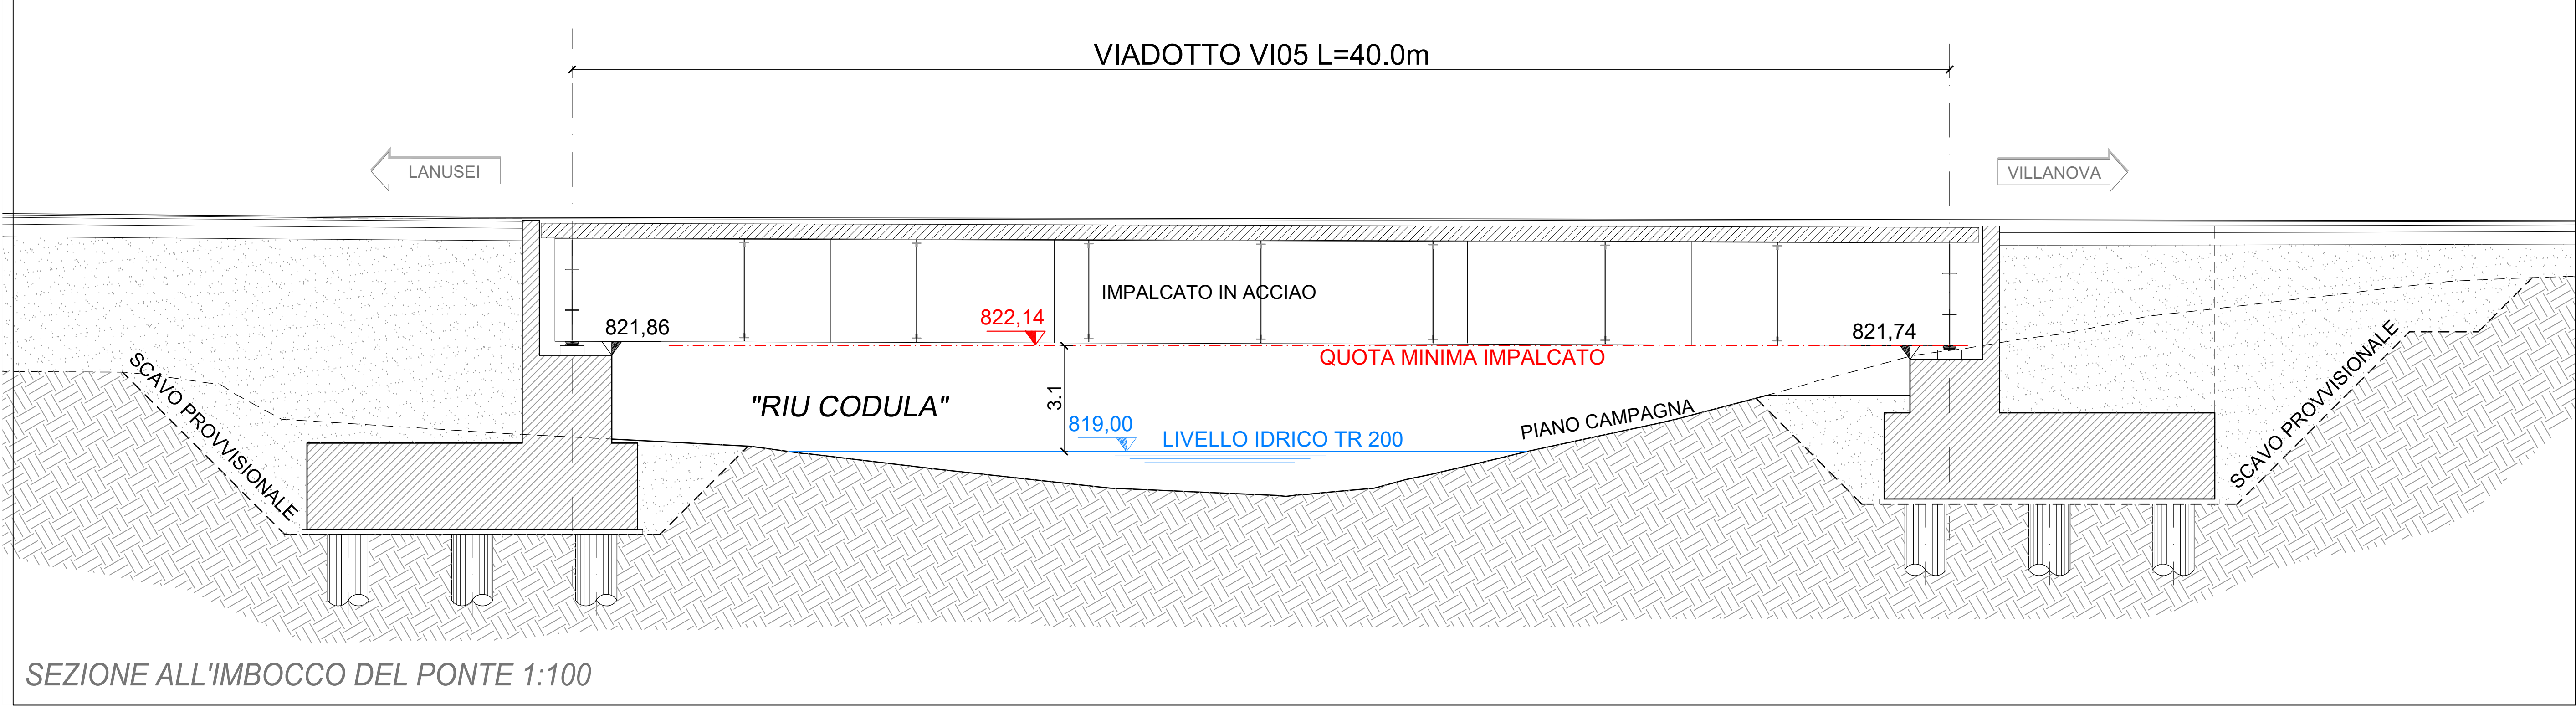 VIADOTTO VI05 L=40.0m
LANUSEI
VILLANOVA
IMPALCATO IN ACCIAO
822,14
821,86
821,74
QUOTA MINIMA IMPALCATO
SCAVO PROVVISIONALE
SCAVO PROVVISIONALE
"RIU CODULA"
3.1
819,00
LIVELLO IDRICO TR 200
PIANO CAMPAGNA
SEZIONE ALL'IMBOCCO DEL PONTE 1:100